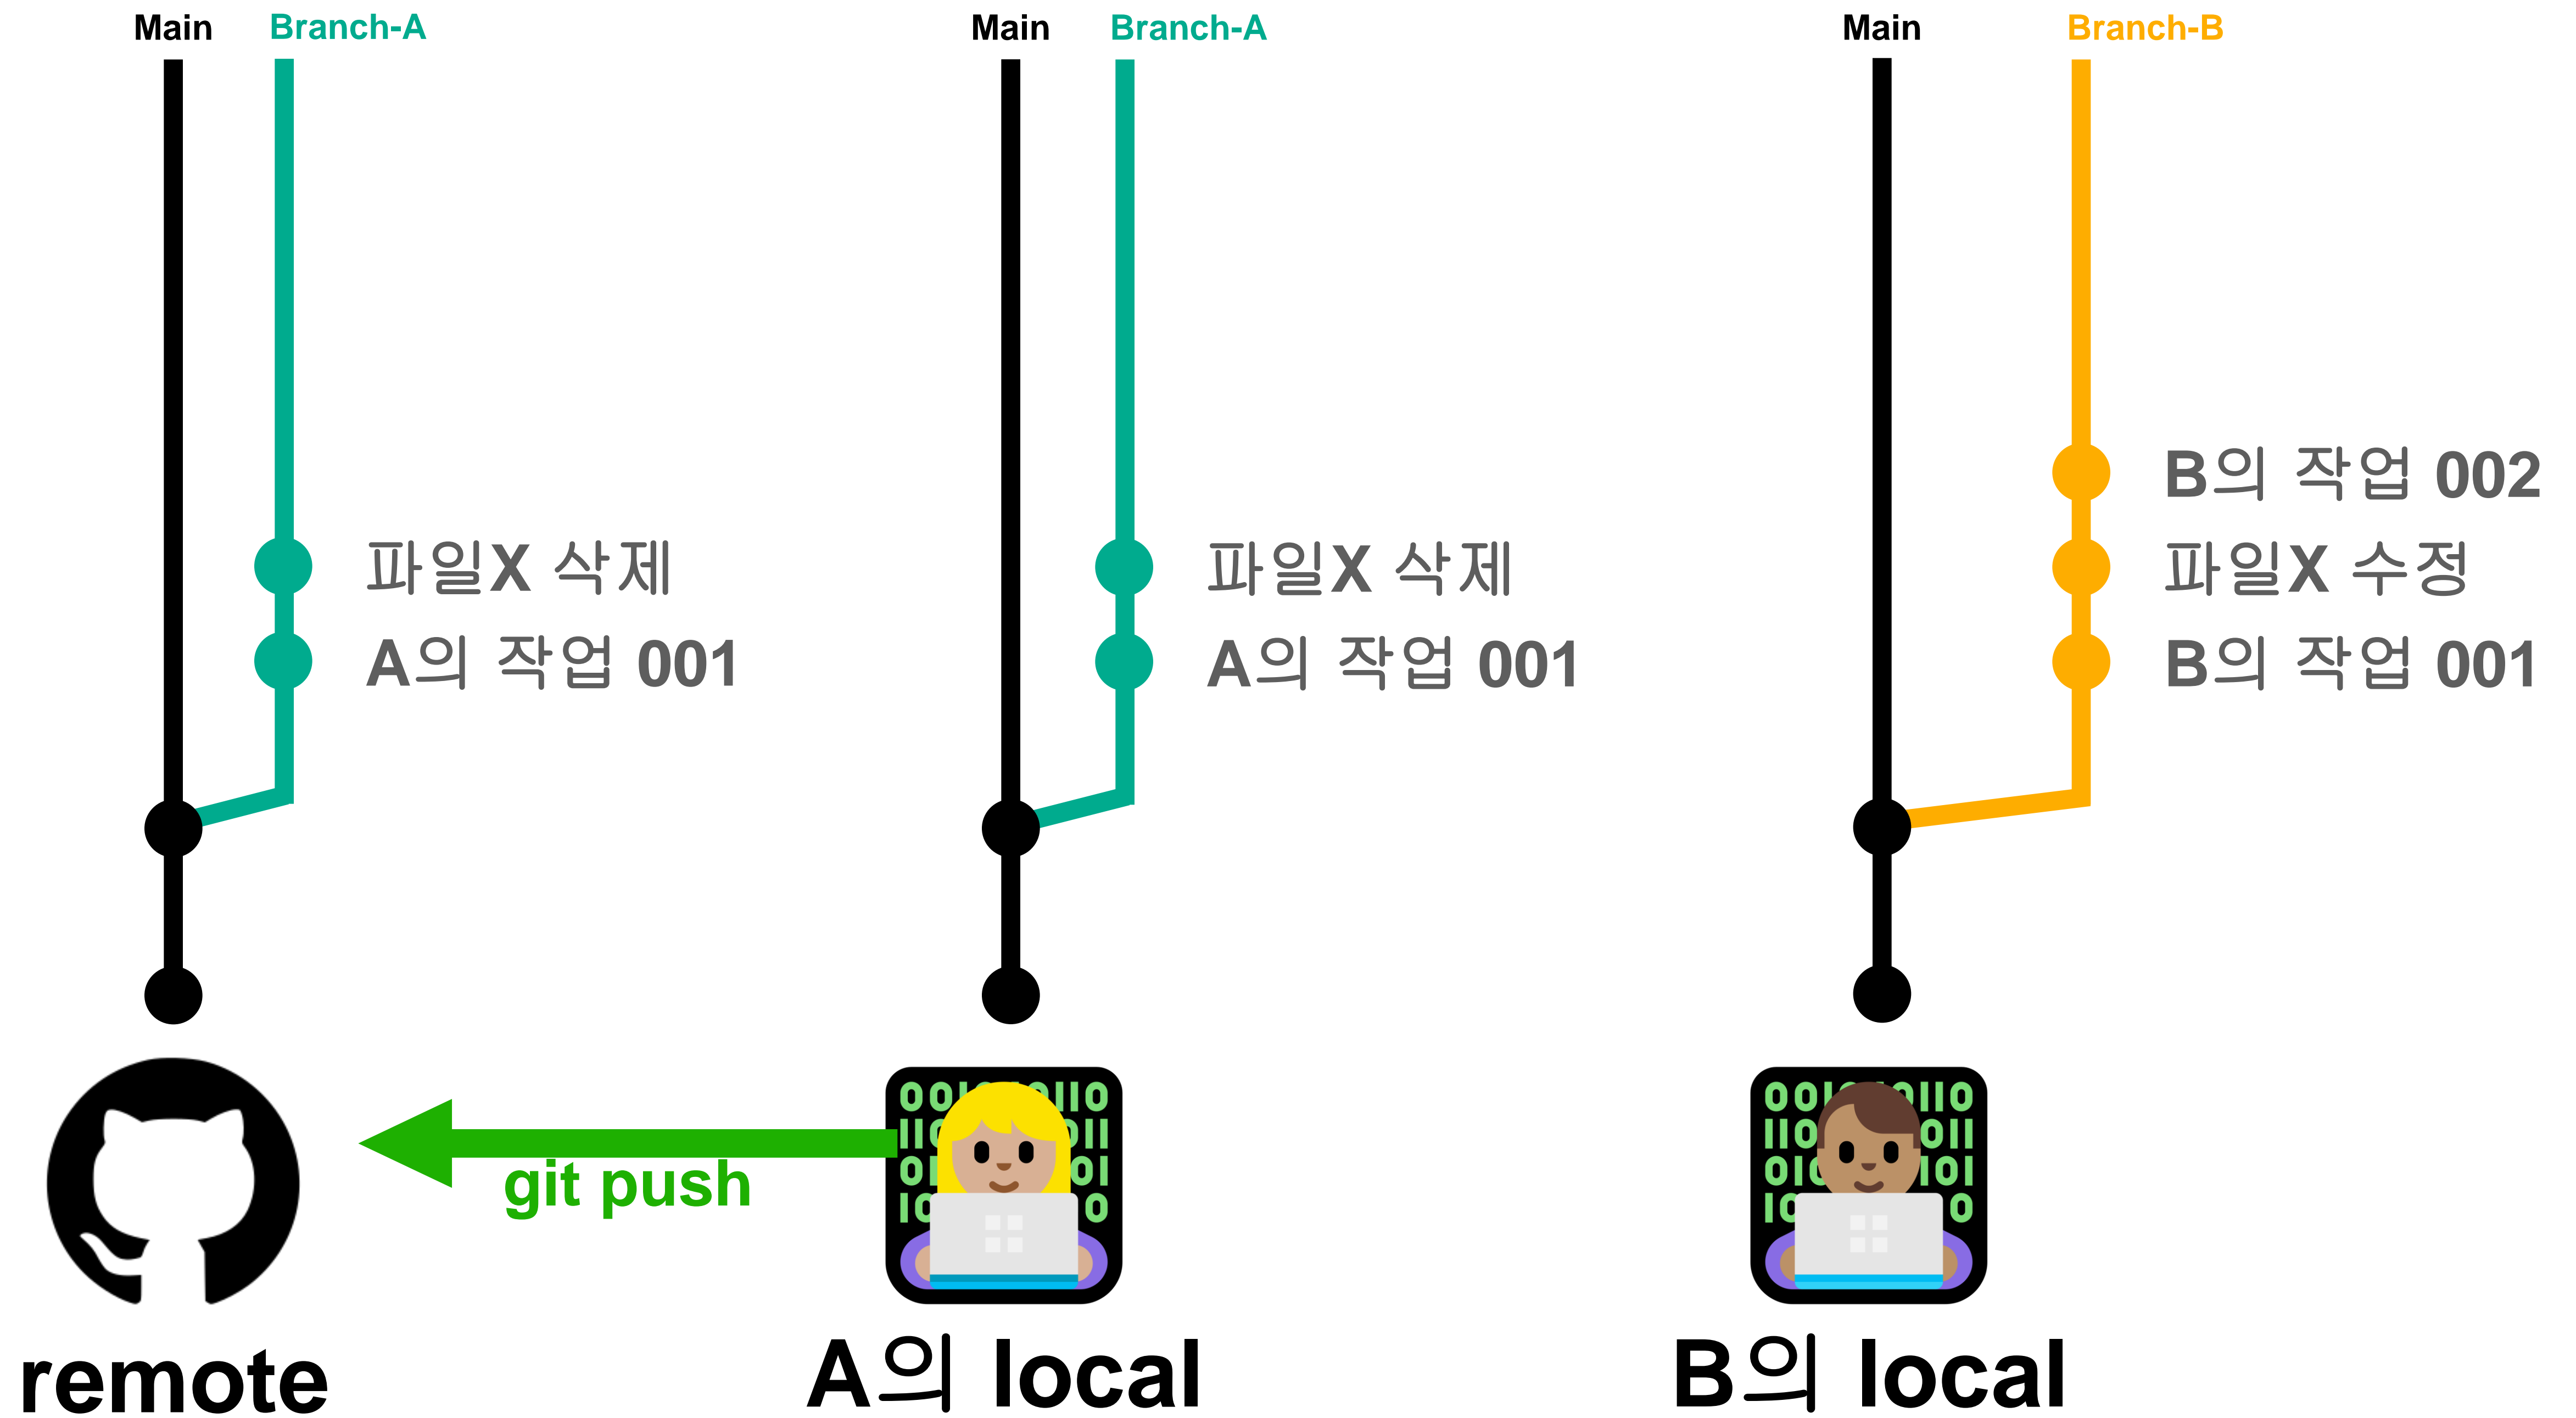 Main Branch-A
파일X 삭제
A의 작업 001
remote
git push
Main Branch-A
파일X 삭제
A의 작업 001
A의 local
Main Branch-B
B의 작업 002
파일X 수정
B의 작업 001
B의 local